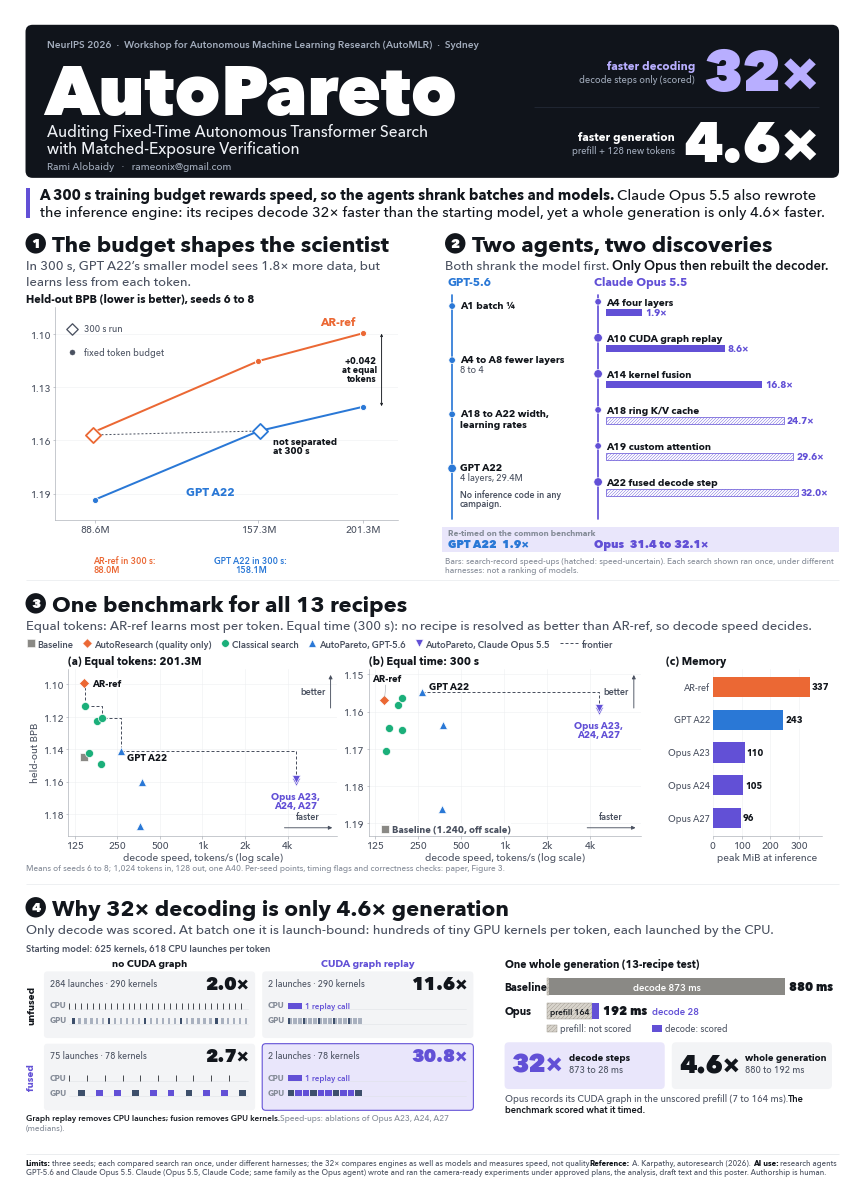 NeurIPS 2026 · Workshop for Autonomous Machine Learning Research (AutoMLR) · Sydney
AutoPareto
Auditing Fixed-Time Autonomous Transformer Search
with Matched-Exposure Verification
Rami Alobaidy · rameonix@gmail.com
faster decoding
decode steps only (scored)
32×
faster generation
prefill + 128 new tokens
4.6×
A 300 s training budget rewards speed, so the agents shrank batches and models. Claude Opus 5.5 also rewrote
the inference engine: its recipes decode 32× faster than the starting model, yet a whole generation is only 4.6× faster.
1 The budget shapes the scientist
In 300 s, GPT A22’s smaller model sees 1.8× more data, but
learns less from each token.
Held-out BPB (lower is better), seeds 6 to 8
1.10
1.13
1.16
1.19
300 s run
fixed token budget
AR-ref
+0.042
at equal
tokens
not separated
at 300 s
GPT A22
88.6M
157.3M
201.3M
AR-ref in 300 s:
88.0M
GPT A22 in 300 s:
158.1M
2 Two agents, two discoveries
Both shrank the model first. Only Opus then rebuilt the decoder.
GPT-5.6
A1 batch ¼
A4 to A8 fewer layers
8 to 4
A18 to A22 width,
learning rates
GPT A22
4 layers, 29.4M
No inference code in any
campaign.
Claude Opus 5.5
A4 four layers
1.9×
A10 CUDA graph replay
8.6×
A14 kernel fusion
16.8×
A18 ring K/V cache
24.7×
A19 custom attention
29.6×
A22 fused decode step
32.0×
Re-timed on the common benchmark
GPT A22 1.9×
Opus 31.4 to 32.1×
Bars: search-record speed-ups (hatched: speed-uncertain). Each search shown ran once, under different
harnesses: not a ranking of models.
3 One benchmark for all 13 recipes
Equal tokens: AR-ref learns most per token. Equal time (300 s): no recipe is resolved as better than AR-ref, so decode speed decides.
Baseline
AutoResearch (quality only)
Classical search
AutoPareto, GPT-5.6
AutoPareto, Claude Opus 5.5
frontier
(a) Equal tokens: 201.3M
held-out BPB
1.10
1.12
1.14
1.16
1.18
AR-ref
better
GPT A22
Opus A23,
A24, A27
faster
125
250
500
1k
2k
4k
decode speed, tokens/s (log scale)
(b) Equal time: 300 s
1.15
1.16
1.17
1.18
1.19
AR-ref
GPT A22
better
Opus A23,
A24, A27
Baseline (1.240, off scale)
faster
125
250
500
1k
2k
4k
decode speed, tokens/s (log scale)
(c) Memory
AR-ref
337
GPT A22
243
Opus A23
110
Opus A24
105
Opus A27
96
0
100
200
300
peak MiB at inference
Means of seeds 6 to 8; 1,024 tokens in, 128 out, one A40. Per-seed points, timing flags and correctness checks: paper, Figure 3.
4 Why 32× decoding is only 4.6× generation
Only decode was scored. At batch one it is launch-bound: hundreds of tiny GPU kernels per token, each launched by the CPU.
Starting model: 625 kernels, 618 CPU launches per token
no CUDA graph
CUDA graph replay
unfused
284 launches · 290 kernels
2.0×
CPU
GPU
2 launches · 290 kernels
11.6×
CPU
1 replay call
GPU
fused
75 launches · 78 kernels
2.7×
CPU
GPU
2 launches · 78 kernels
30.8×
CPU
1 replay call
GPU
Graph replay removes CPU launches; fusion removes GPU kernels.Speed-ups: ablations of Opus A23, A24, A27
(medians).
One whole generation (13-recipe test)
Baseline
decode 873 ms
880 ms
Opus
prefill 164
192 ms
decode 28
prefill: not scored
decode: scored
32×
decode steps
873 to 28 ms
4.6×
whole generation
880 to 192 ms
Opus records its CUDA graph in the unscored prefill (7 to 164 ms).The
benchmark scored what it timed.
Limits: three seeds; each compared search ran once, under different harnesses; the 32× compares engines as well as models and measures speed, not quality.Reference: A. Karpathy, autoresearch (2026). AI use: research agents
GPT-5.6 and Claude Opus 5.5. Claude (Opus 5.5, Claude Code; same family as the Opus agent) wrote and ran the camera-ready experiments under approved plans, the analysis, draft text and this poster. Authorship is human.